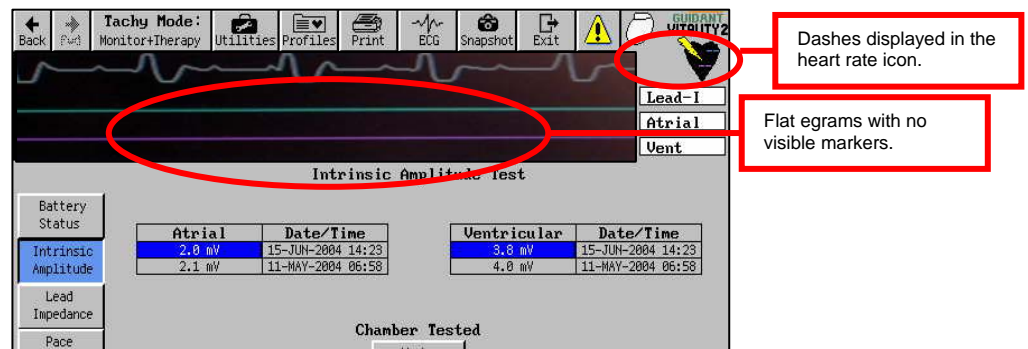 Tachy Mode:
Back Fwd Monitor+Therapy Utilities Profiles Print ECG Snapshot Exit
GUIDANT
VITALITY2
Dashes displayed in the
heart rate icon.
Lead-I
Atrial
Vent
Flat egrams with no
visible markers.
Intrinsic Amplitude Test
Battery
Status
Intrinsic
Amplitude
Lead
Impedance
Pace
Atrial Date/Time
2.0 mV 15-JUN-2004 14:23
2.1 mV 11-MAY-2004 06:58
Ventricular Date/Time
3.8 mV 15-JUN-2004 14:23
4.0 mV 11-MAY-2004 06:58
Chamber Tested